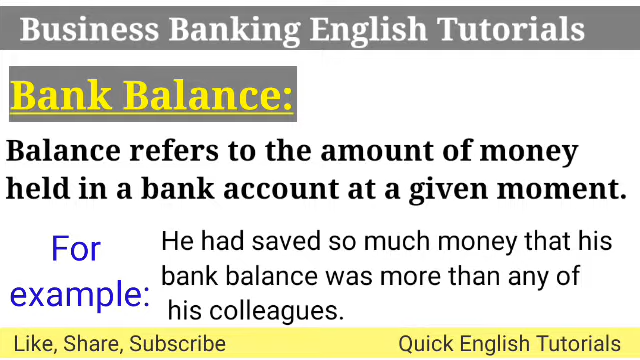 Business Banking English Tutorials
Bank Balance:
Balance refers to the amount of money
held in a bank account at a given moment.
For
example:
He had saved so much money that his
bank balance was more than any of
his colleagues.
Like, Share, Subscribe
Quick English Tutorials